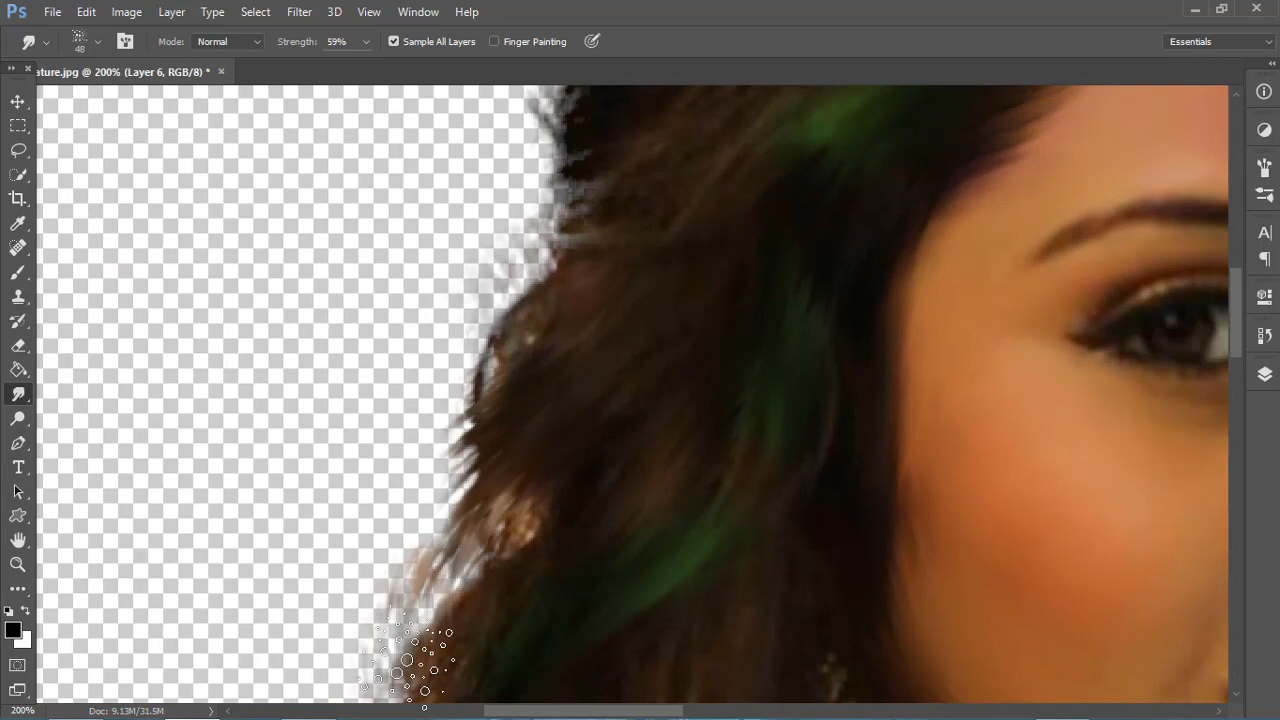 Ps File Edit Image Layer Type Select Filter 3D View Window Help
48 Mode: Normal Strength: 59% Sample All Layers Finger Painting Essentials
ature.jpg @ 200% (Layer 6, RGB/8) * ×
200% Doc: 9.13M/31.5M